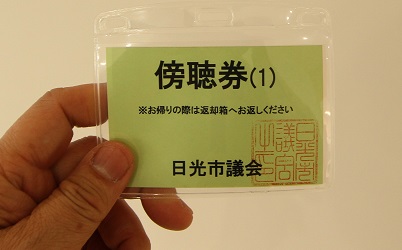 傍聴券(1)
※お帰りの際は返却箱へお返しください
日光市議会